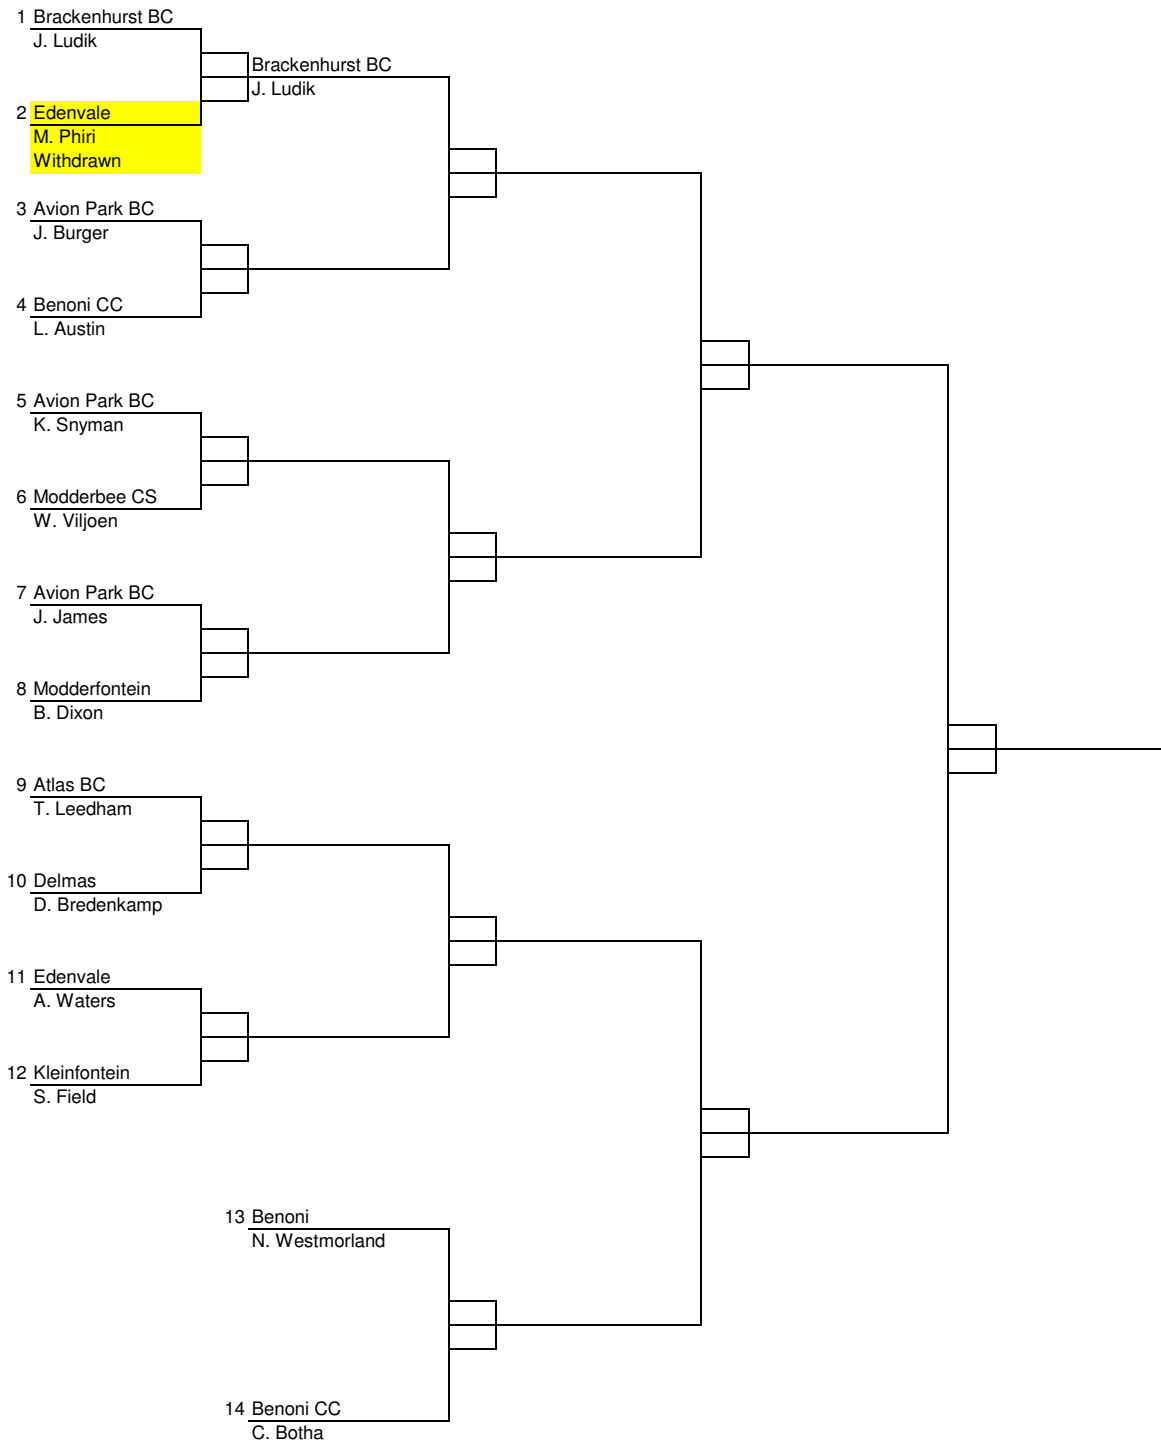 1 Brackenhurst BC
J. Ludik
Brackenhurst BC
J. Ludik
2 Edenvale
M. Phiri
Withdrawn
3 Avion Park BC
J. Burger
4 Benoni CC
L. Austin
5 Avion Park BC
K. Snyman
6 Modderbee CS
W. Viljoen
7 Avion Park BC
J. James
8 Modderfontein
B. Dixon
9 Atlas BC
T. Leedham
10 Delmas
D. Bredenkamp
11 Edenvale
A. Waters
12 Kleinfontein
S. Field
13 Benoni
N. Westmorland
14 Benoni CC
C. Botha